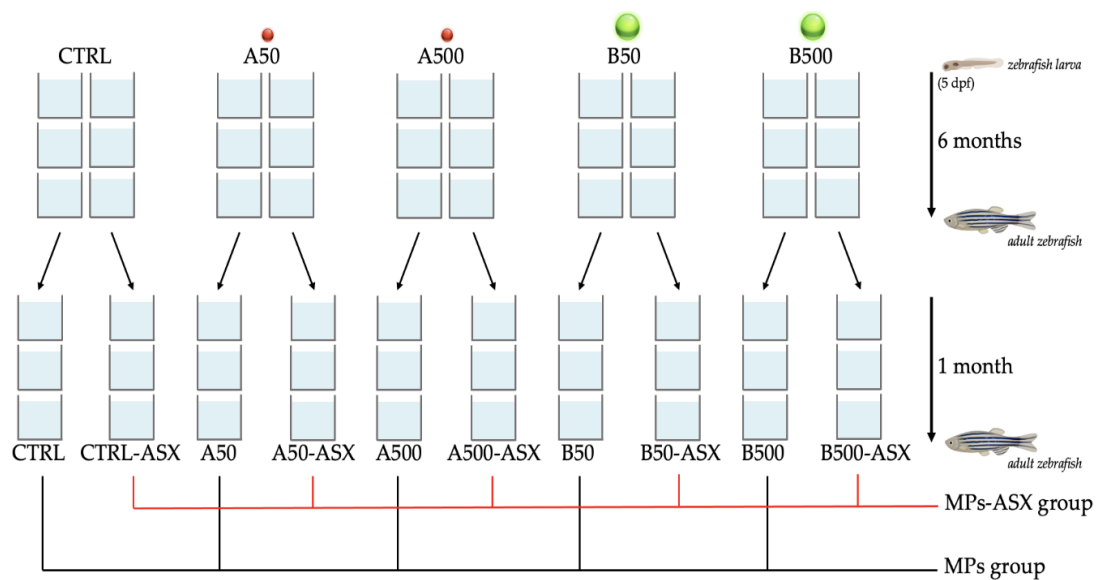 CTRL A50 A500 B50 B500
zebrafish larva
(5 dpf)
6 months
adult zebrafish
1 month
CTRL CTRL-ASX A50 A50-ASX A500 A500-ASX B50 B50-ASX B500 B500-ASX
adult zebrafish
MPs-ASX group
MPs group